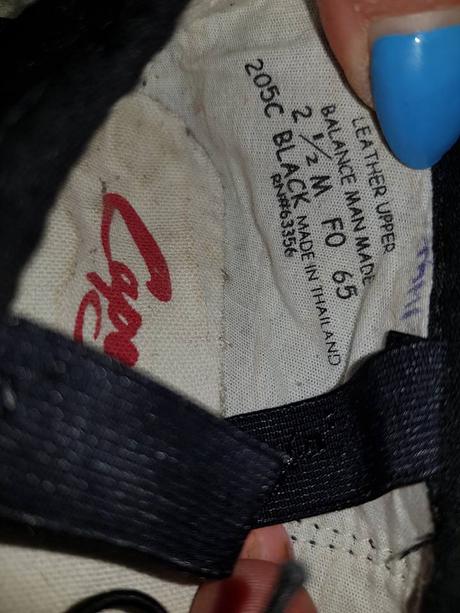 LEATHER UPPER
BALANCE MAN MADE
2 1/2 M FO 65
205C BLACK MADE IN THAILAND
RN#63356